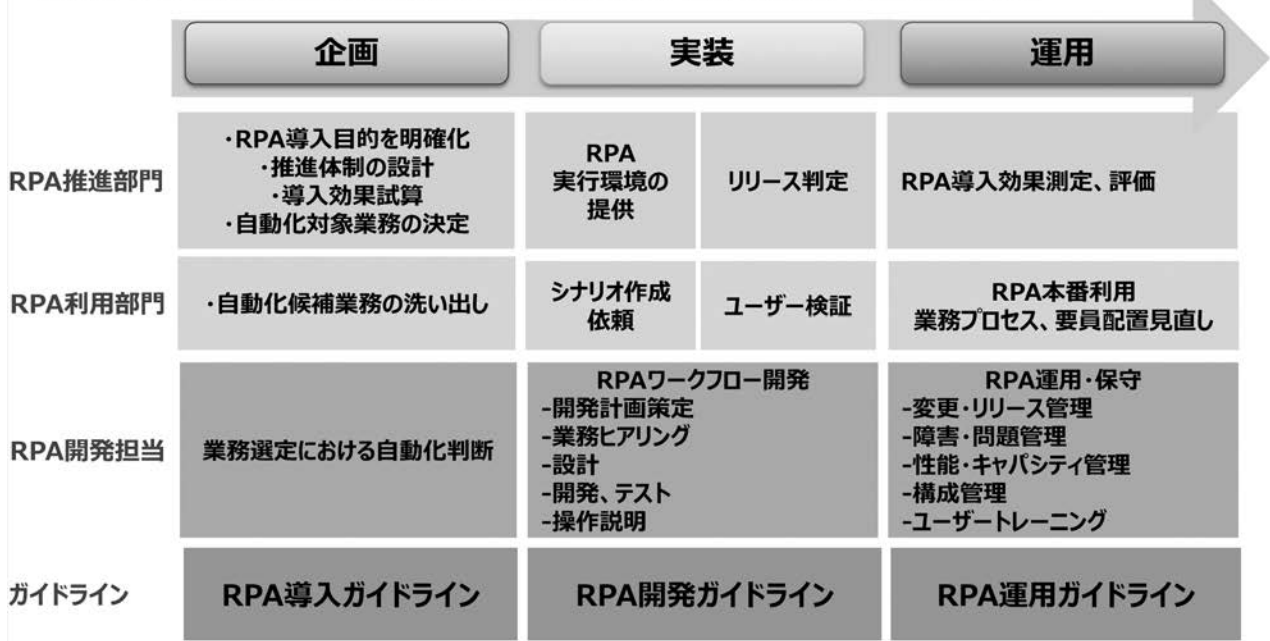 企画
実装
運用
RPA推進部門
・RPA導入目的を明確化
・推進体制の設計
・導入効果試算
・自動化対象業務の決定
RPA
実行環境の
提供
リリース判定
RPA導入効果測定、評価
RPA利用部門
・自動化候補業務の洗い出し
シナリオ作成
依頼
ユーザー検証
RPA本番利用
業務プロセス、要員配置見直し
RPA開発担当
業務選定における自動化判断
RPAワークフロー開発
-開発計画策定
-業務ヒアリング
-設計
-開発、テスト
-操作説明
RPA運用・保守
-変更・リリース管理
-障害・問題管理
-性能・キャパシティ管理
-構成管理
-ユーザートレーニング
ガイドライン
RPA導入ガイドライン
RPA開発ガイドライン
RPA運用ガイドライン